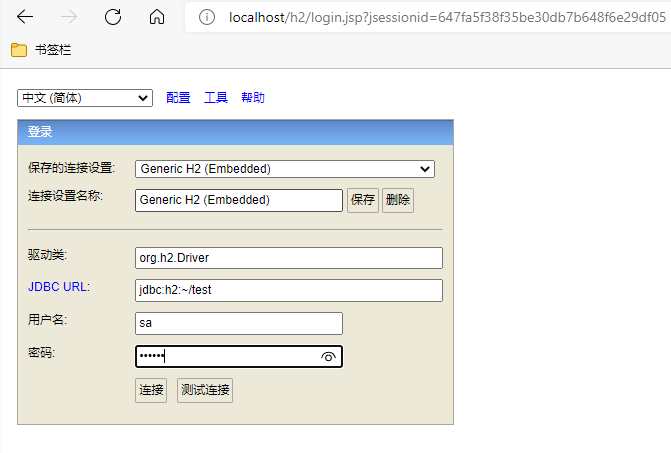 localhost/h2/login.jsp?jsessionid=647fa5f38f35be30db7b648f6e29df05
书签栏
中文 (简体) 配置 工具 帮助
登录
保存的连接设置: Generic H2 (Embedded)
连接设置名称: Generic H2 (Embedded) 保存 删除
驱动类: org.h2.Driver
JDBC URL: jdbc:h2:~/test
用户名: sa
密码: ••••••
连接 测试连接